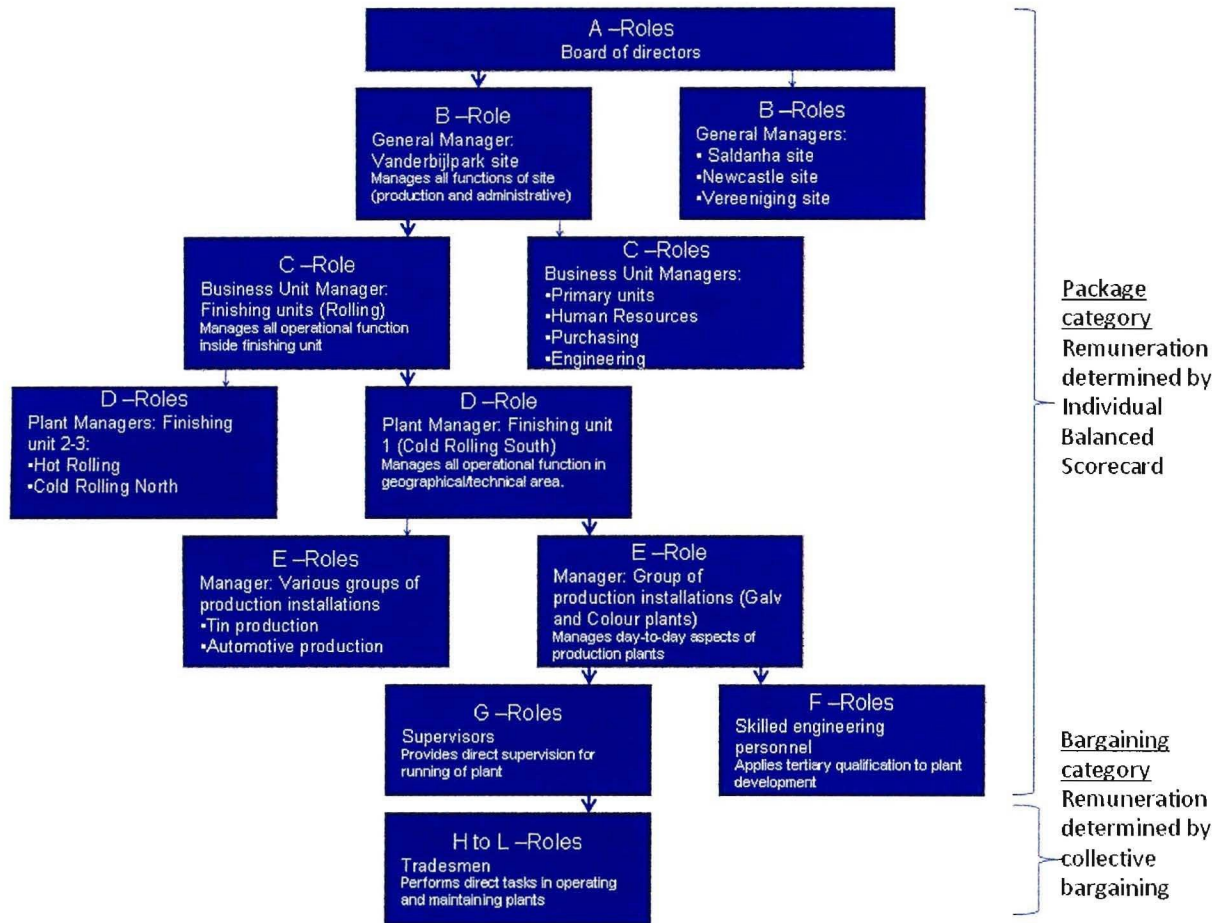 A –Roles
Board of directors
B –Role
General Manager:
Vanderbijlpark site
Manages all functions of site
(production and administrative)
B –Roles
General Managers:
▪ Saldanha site
▪Newcastle site
▪Vereeniging site
C –Role
Business Unit Manager:
Finishing units (Rolling)
Manages all operational function
inside finishing unit
C –Roles
Business Unit Managers:
▪Primary units
▪Human Resources
▪Purchasing
▪Engineering
D –Roles
Plant Managers: Finishing
unit 2-3:
▪Hot Rolling
▪Cold Rolling North
D –Role
Plant Manager: Finishing unit
1 (Cold Rolling South)
Manages all operational function in
geographical/technical area.
E –Roles
Manager: Various groups of
production installations
▪Tin production
▪Automotive production
E –Role
Manager: Group of
production installations (Galv
and Colour plants)
Manages day-to-day aspects of
production plants
G –Roles
Supervisors
Provides direct supervision for
running of plant
F –Roles
Skilled engineering
personnel
Applies tertiary qualification to plant
development
H to L –Roles
Tradesmen
Performs direct tasks in operating
and maintaining plants
Package
category
Remuneration
determined by
Individual
Balanced
Scorecard
Bargaining
category
Remuneration
determined by
collective
bargaining